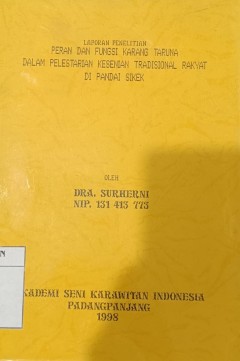 LAPORAN PENELITIAN
PERAN DAN FUNGSI KARANG TARUNA
DALAM PELESTARIAN KESENIAN TRADISIONAL RAKYAT
DI PANDAI SIKEK
OLEH
DRA. SURHERNI
NIP. 131 413 773
KADEMI SENI KARAWITAN INDONESIA
PADANGPANJANG
1998